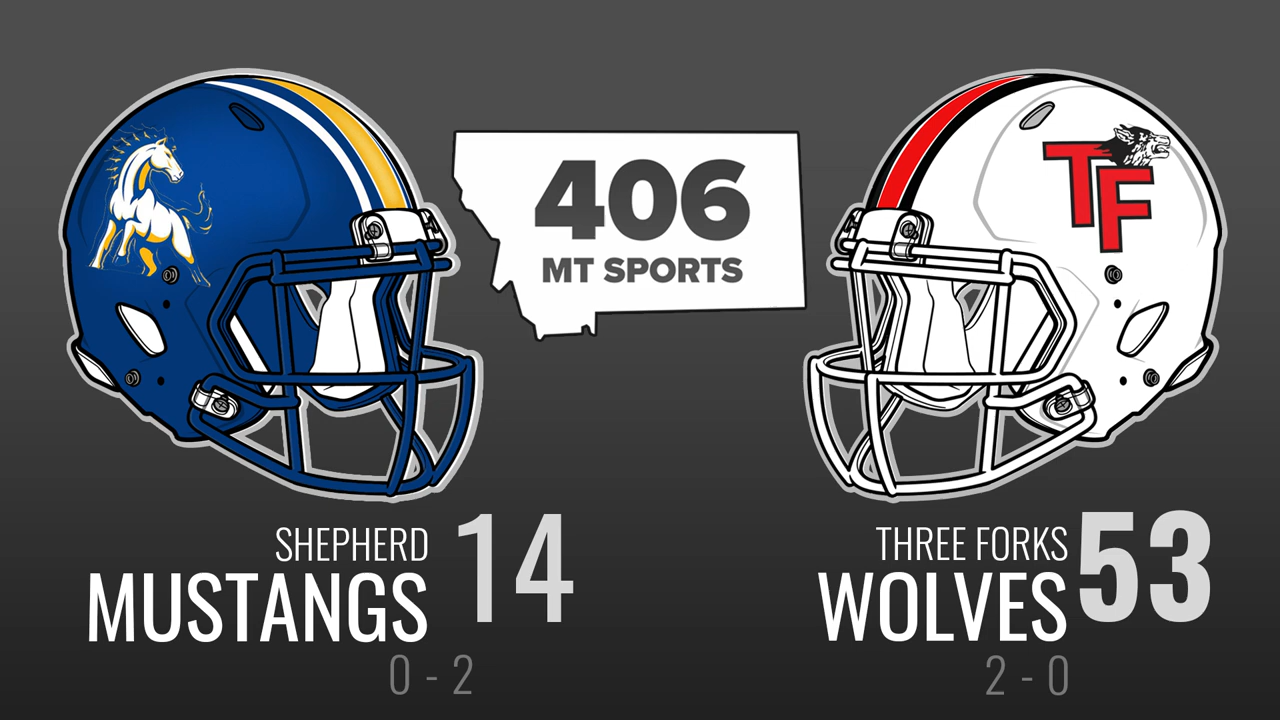 406
MT SPORTS
TF
SHEPHERD
MUSTANGS
14
0 - 2
THREE FORKS
WOLVES
53
2 - 0